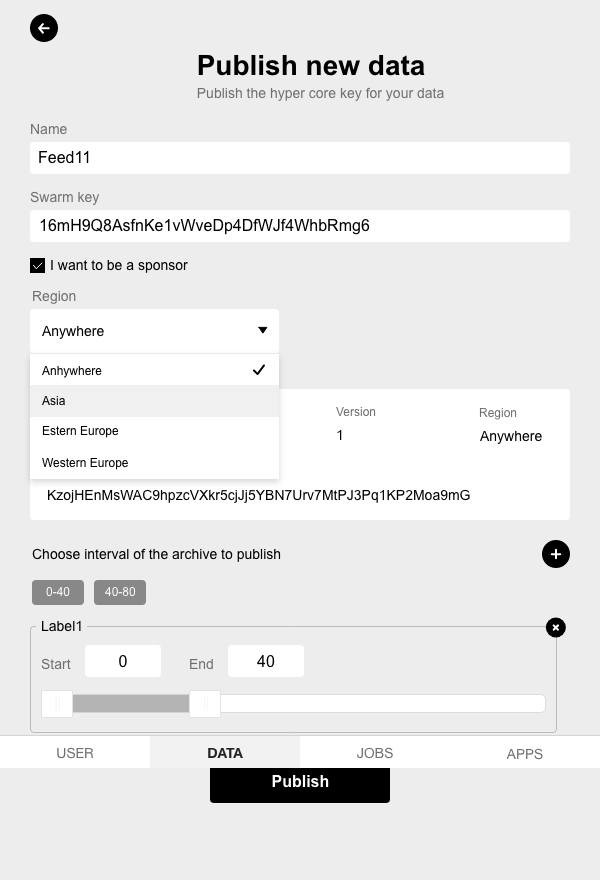 Publish new data
Publish the hyper core key for your data
Name
Feed11
Swarm key
16mH9Q8AsfnKe1vWveDp4DfWJf4WhbRmg6
I want to be a sponsor
Region
Anywhere
Anhywhere
Asia
Estern Europe
Western Europe
Version
Region
1
Anywhere
KzojHEnMsWAC9hpzcVXkr5cjJj5YBN7Urv7MtPJ3Pq1KP2Moa9mG
Choose interval of the archive to publish
0-40 40-80
Label1
Start 0 End 40
USER DATA JOBS APPS
Publish